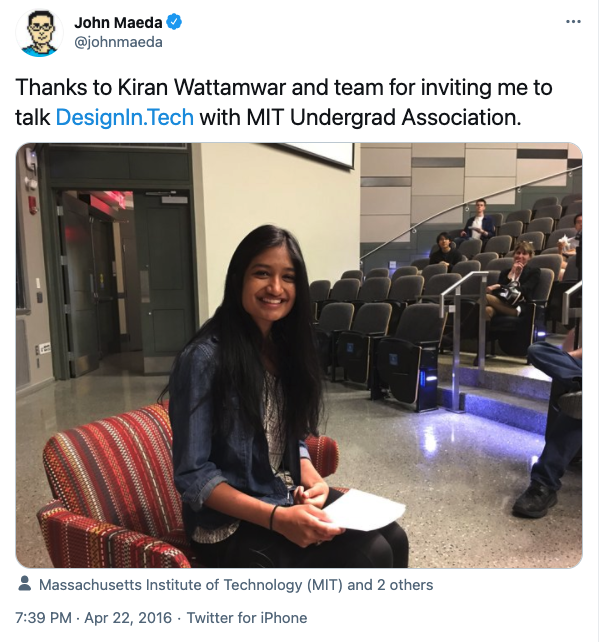 John Maeda
@johnmaeda
Thanks to Kiran Wattamwar and team for inviting me to
talk DesignIn.Tech with MIT Undergrad Association.
Massachusetts Institute of Technology (MIT) and 2 others
7:39 PM · Apr 22, 2016 · Twitter for iPhone